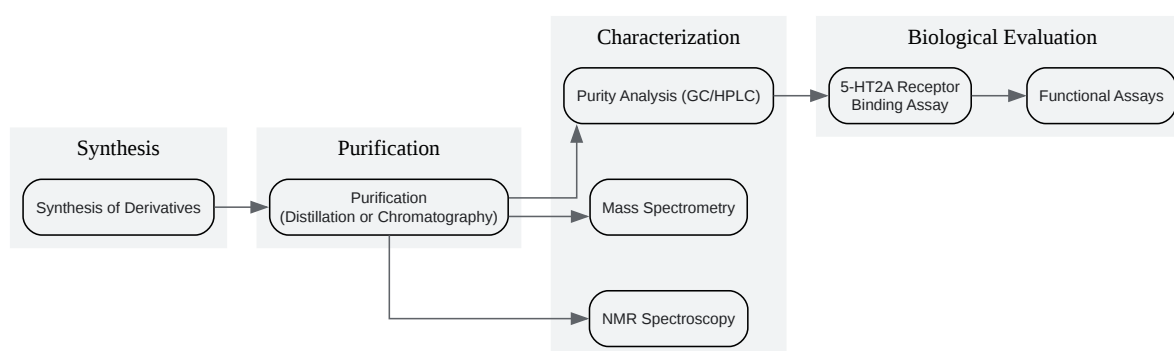 Synthesis
Synthesis of Derivatives
Purification
Purification
(Distillation or Chromatography)
Characterization
Purity Analysis (GC/HPLC)
Mass Spectrometry
NMR Spectroscopy
Biological Evaluation
5-HT2A Receptor
Binding Assay
Functional Assays